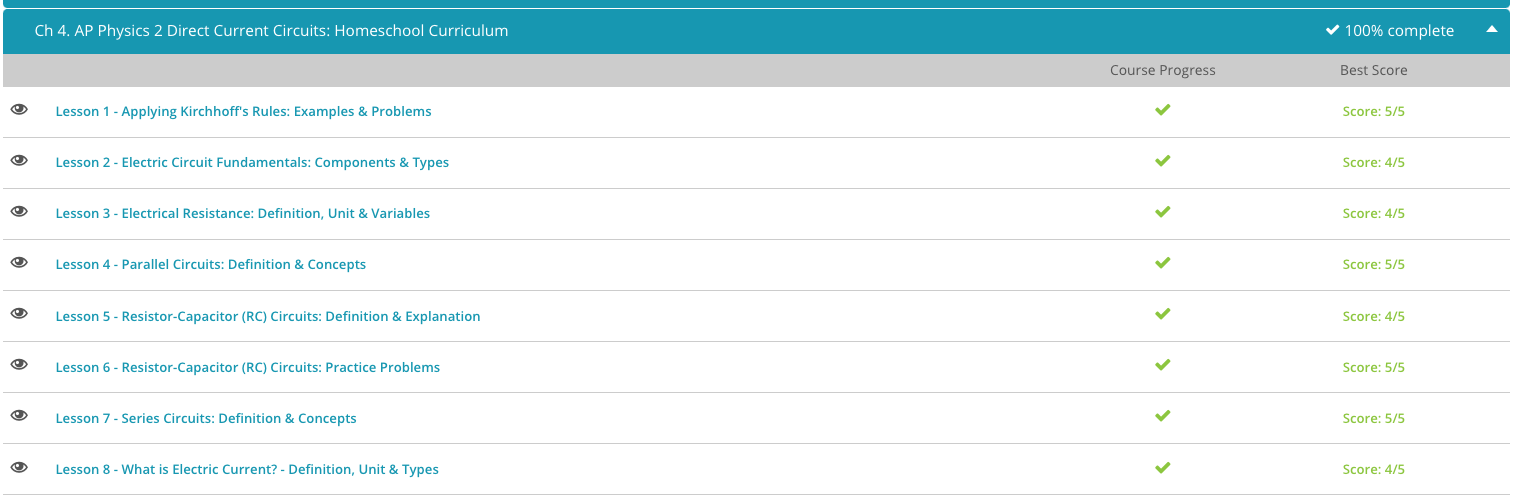 Ch 4. AP Physics 2 Direct Current Circuits: Homeschool Curriculum 100% complete
Course Progress Best Score
Lesson 1 - Applying Kirchhoff's Rules: Examples & Problems Score: 5/5
Lesson 2 - Electric Circuit Fundamentals: Components & Types Score: 4/5
Lesson 3 - Electrical Resistance: Definition, Unit & Variables Score: 4/5
Lesson 4 - Parallel Circuits: Definition & Concepts Score: 5/5
Lesson 5 - Resistor-Capacitor (RC) Circuits: Definition & Explanation Score: 4/5
Lesson 6 - Resistor-Capacitor (RC) Circuits: Practice Problems Score: 5/5
Lesson 7 - Series Circuits: Definition & Concepts Score: 5/5
Lesson 8 - What is Electric Current? - Definition, Unit & Types Score: 4/5